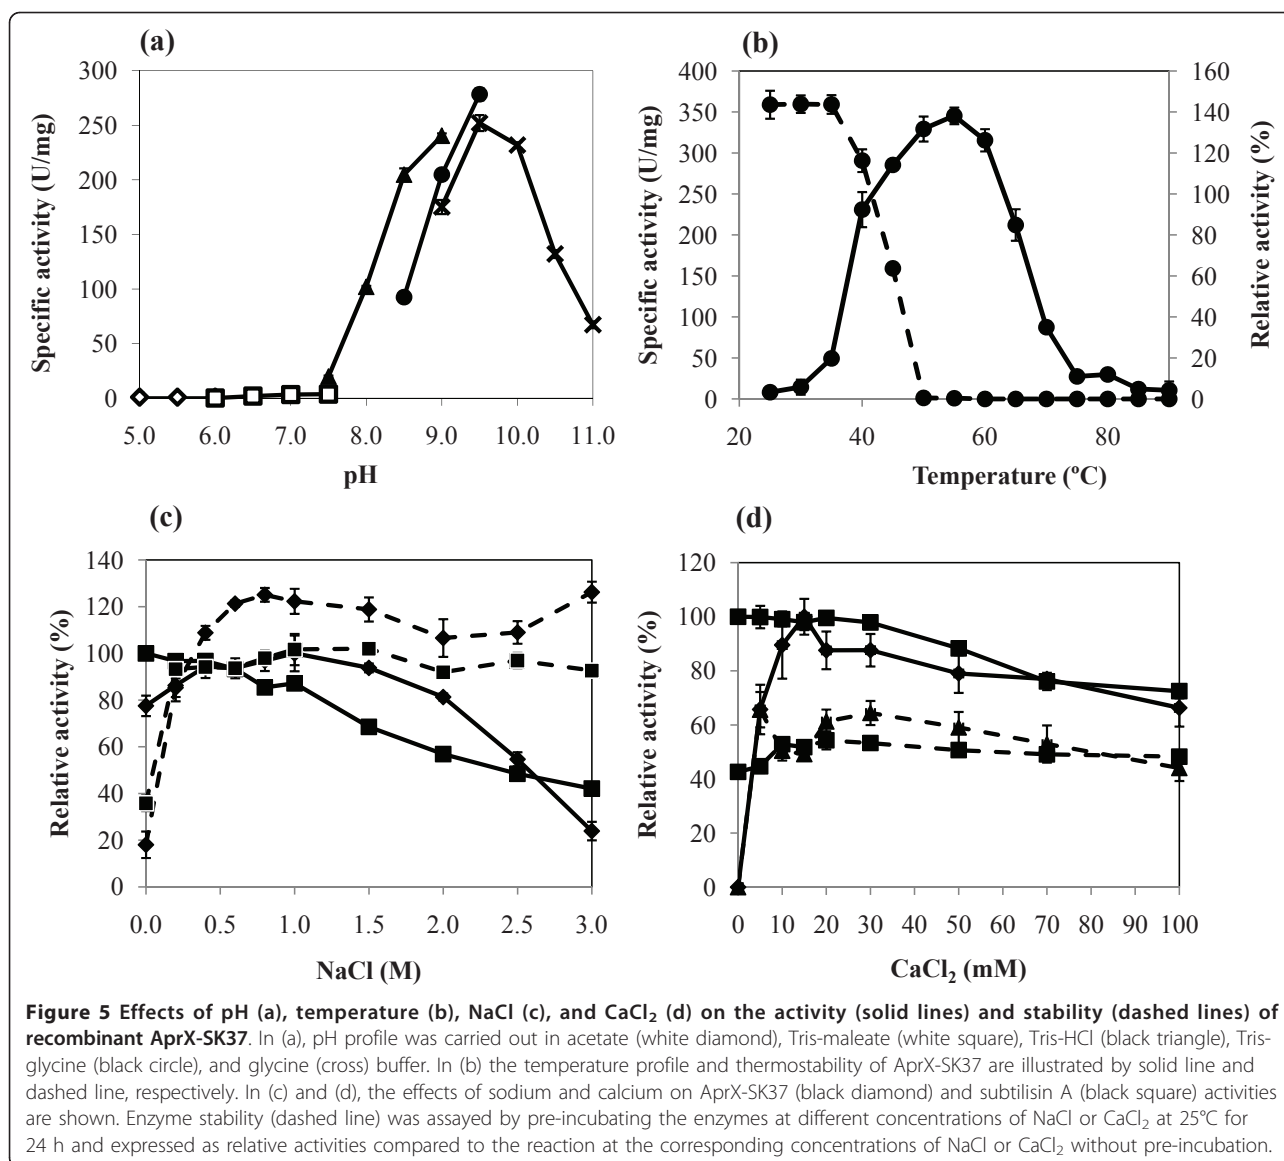 (a)
300
250
200
150
100
50
0
Specific activity (U/mg)
5.0 6.0 7.0 8.0 9.0 10.0 11.0
pH
(b)
400
350
300
250
200
150
100
50
0
Specific activity (U/mg)
160
140
120
100
80
60
40
20
0
Relative activity (%)
20 40 60 80
Temperature (ºC)
(c)
140
120
100
80
60
40
20
0
Relative activity (%)
0.0 0.5 1.0 1.5 2.0 2.5 3.0
NaCl (M)
(d)
120
100
80
60
40
20
0
Relative activity (%)
0 10 20 30 40 50 60 70 80 90 100
CaCl₂ (mM)
Figure 5 Effects of pH (a), temperature (b), NaCl (c), and CaCl₂ (d) on the activity (solid lines) and stability (dashed lines) of
recombinant AprX-SK37. In (a), pH profile was carried out in acetate (white diamond), Tris-maleate (white square), Tris-HCl (black triangle), Tris-
glycine (black circle), and glycine (cross) buffer. In (b) the temperature profile and thermostability of AprX-SK37 are illustrated by solid line and
dashed line, respectively. In (c) and (d), the effects of sodium and calcium on AprX-SK37 (black diamond) and subtilisin A (black square) activities
are shown. Enzyme stability (dashed line) was assayed by pre-incubating the enzymes at different concentrations of NaCl or CaCl₂ at 25°C for
24 h and expressed as relative activities compared to the reaction at the corresponding concentrations of NaCl or CaCl₂ without pre-incubation.